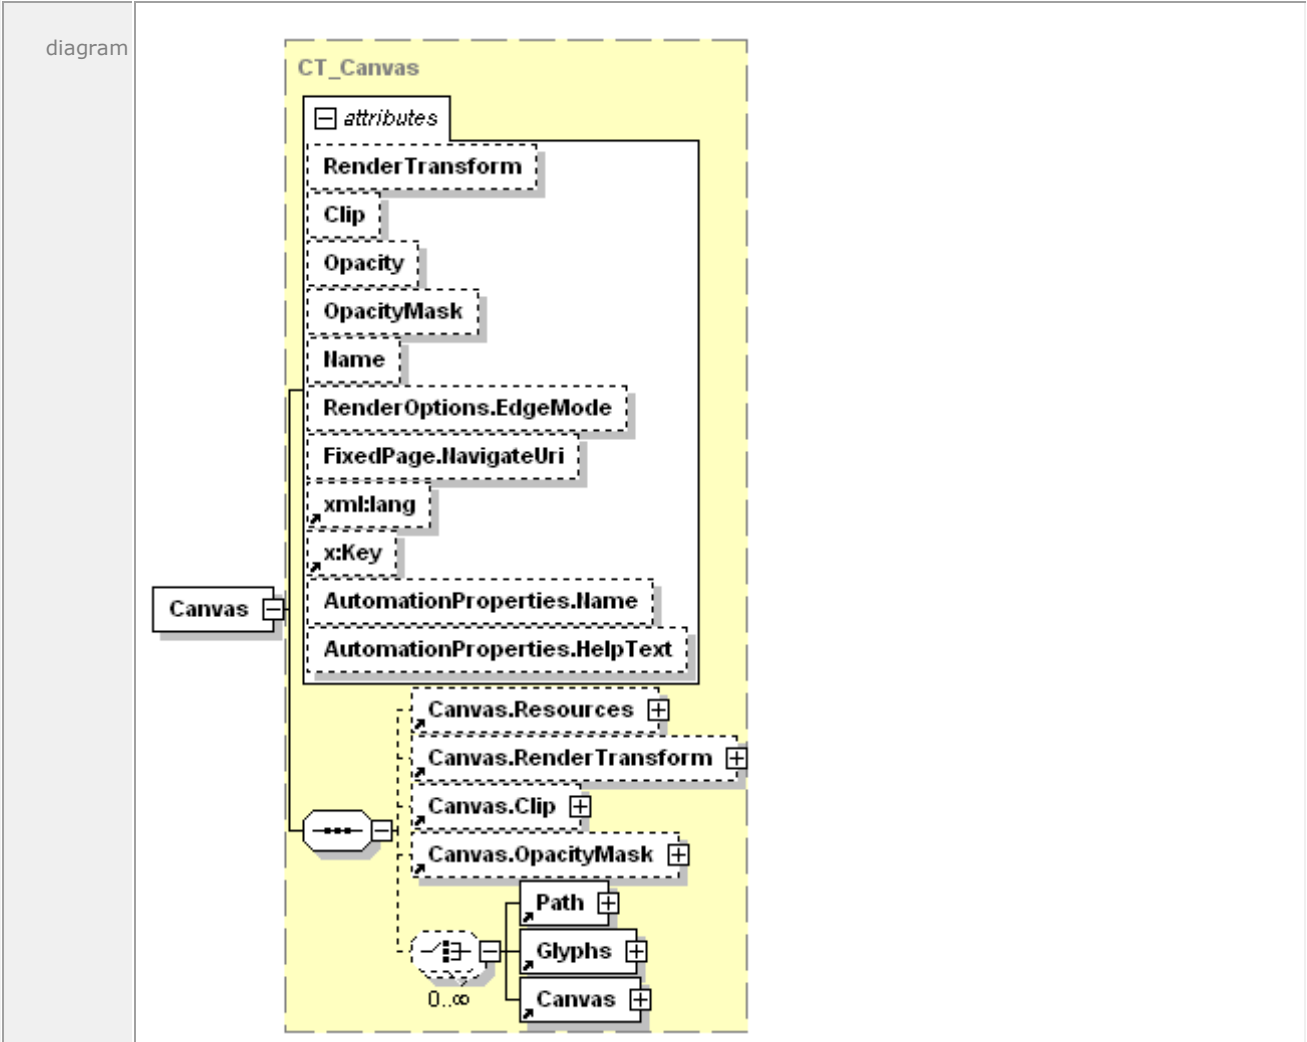 diagram
CT_Canvas
attributes
RenderTransform
Clip
Opacity
OpacityMask
Name
RenderOptions.EdgeMode
FixedPage.NavigateUri
xml:lang
x:Key
AutomationProperties.Name
AutomationProperties.HelpText
Canvas
Canvas.Resources
Canvas.RenderTransform
Canvas.Clip
Canvas.OpacityMask
Path
Glyphs
Canvas
0..∞